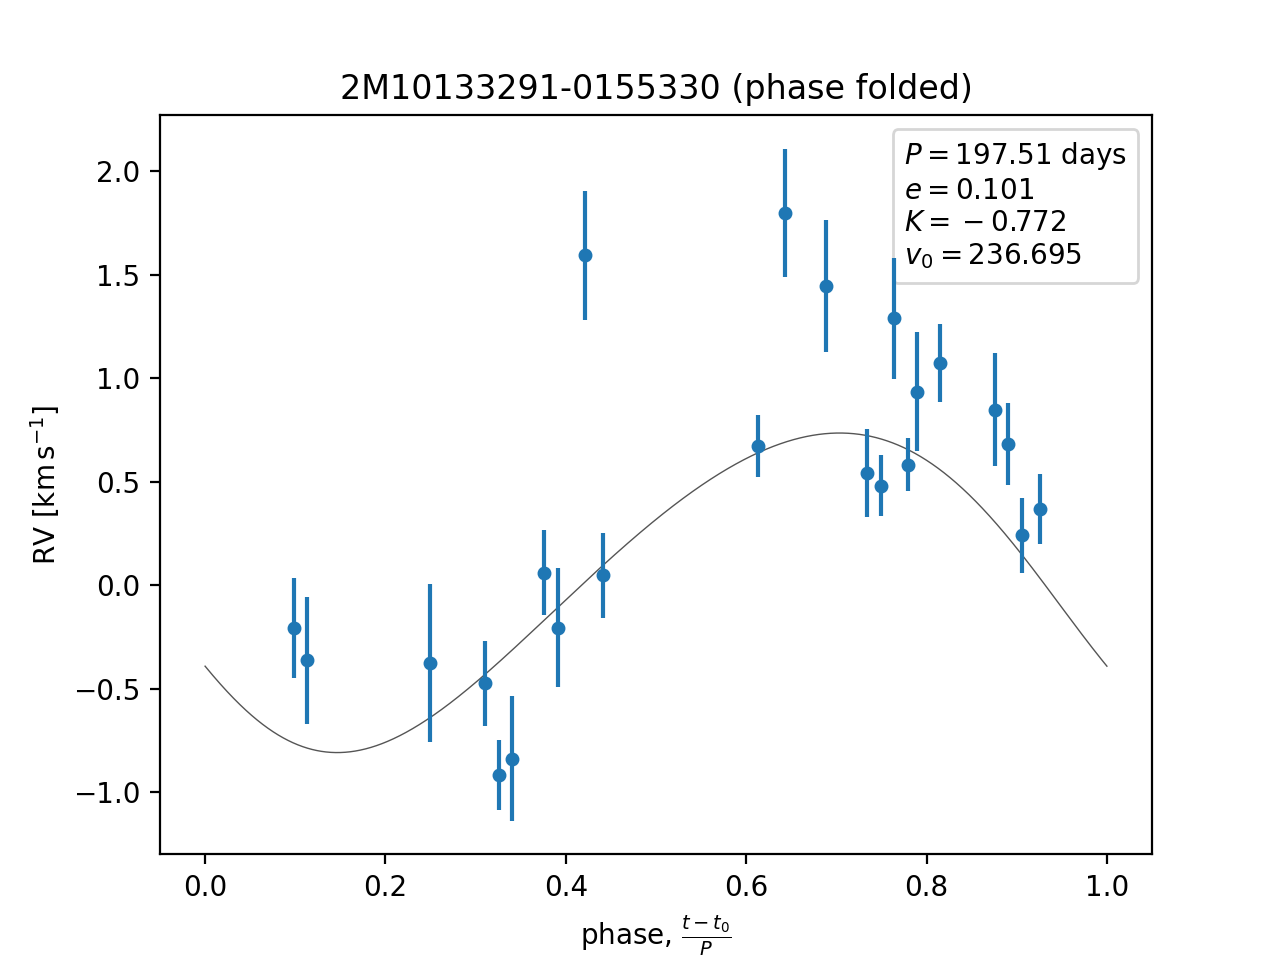 2M10133291-0155330 (phase folded)
P = 197.51 days
e = 0.101
K = −0.772
v₀ = 236.695
2.0
1.5
1.0
0.5
0.0
−0.5
−1.0
RV [km s⁻¹]
0.0 0.2 0.4 0.6 0.8 1.0
phase, (t − t₀)/P